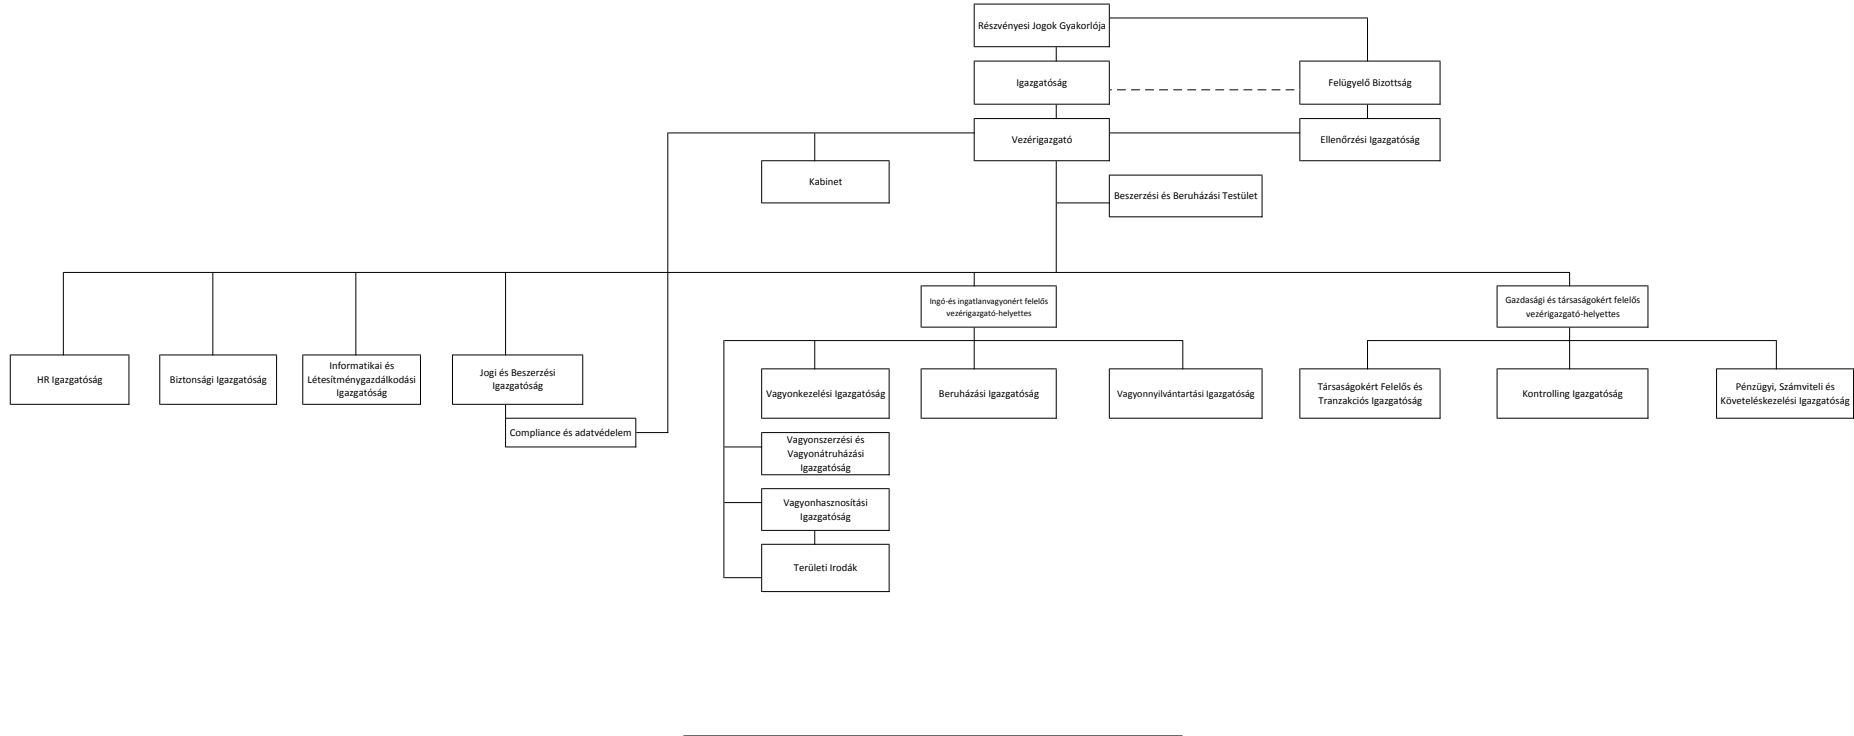 Részvényesi Jogok Gyakorlója
Igazgatóság
Felügyelő Bizottság
Vezérigazgató
Ellenőrzési Igazgatóság
Kabinet
Beszerzési és Beruházási Testület
Ingó-és ingatlanvagyonért felelős
vezérigazgató-helyettes
Gazdasági és társaságokért felelős
vezérigazgató-helyettes
HR Igazgatóság
Biztonsági Igazgatóság
Informatikai és
Létesítménygazdálkodási
Igazgatóság
Jogi és Beszerzési
Igazgatóság
Compliance és adatvédelem
Vagyonkezelési Igazgatóság
Beruházási Igazgatóság
Vagyonnyilvántartási Igazgatóság
Társaságokért Felelős és
Tranzakciós Igazgatóság
Kontrolling Igazgatóság
Pénzügyi, Számviteli és
Követeléskezelési Igazgatóság
Vagyonszerzési és
Vagyonátruházási
Igazgatóság
Vagyonhasznosítási
Igazgatóság
Területi Irodák